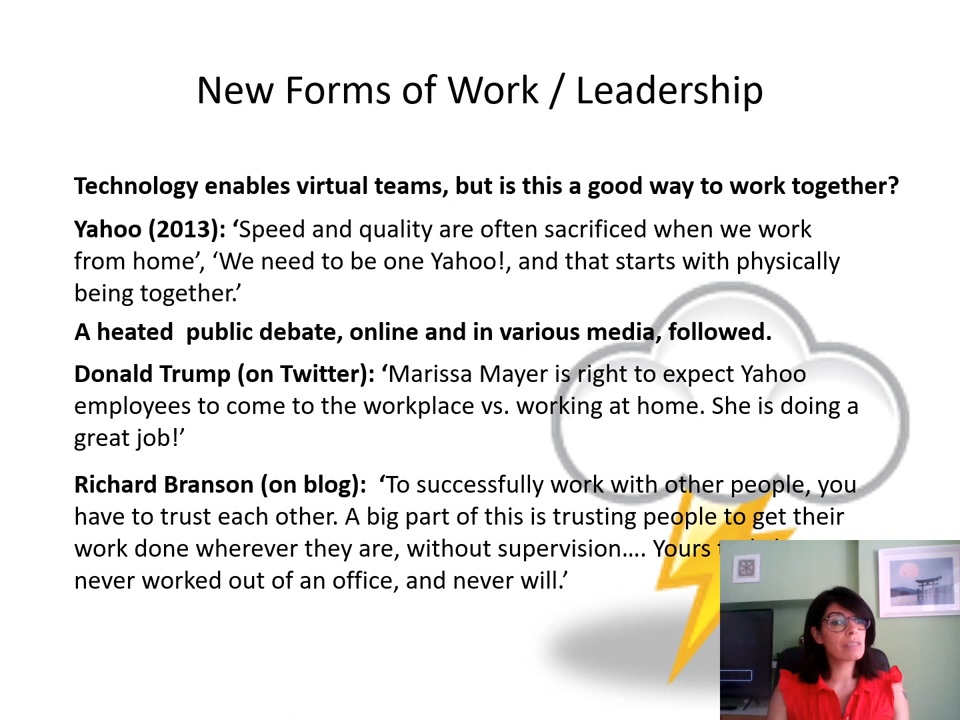 New Forms of Work / Leadership
Technology enables virtual teams, but is this a good way to work together?
Yahoo (2013): ‘Speed and quality are often sacrificed when we work
from home’, ‘We need to be one Yahoo!, and that starts with physically
being together.’
A heated  public debate, online and in various media, followed.
Donald Trump (on Twitter): ‘Marissa Mayer is right to expect Yahoo
employees to come to the workplace vs. working at home. She is doing a
great job!’
Richard Branson (on blog):  ‘To successfully work with other people, you
have to trust each other. A big part of this is trusting people to get their
work done wherever they are, without supervision…. Yours
never worked out of an office, and never will.’